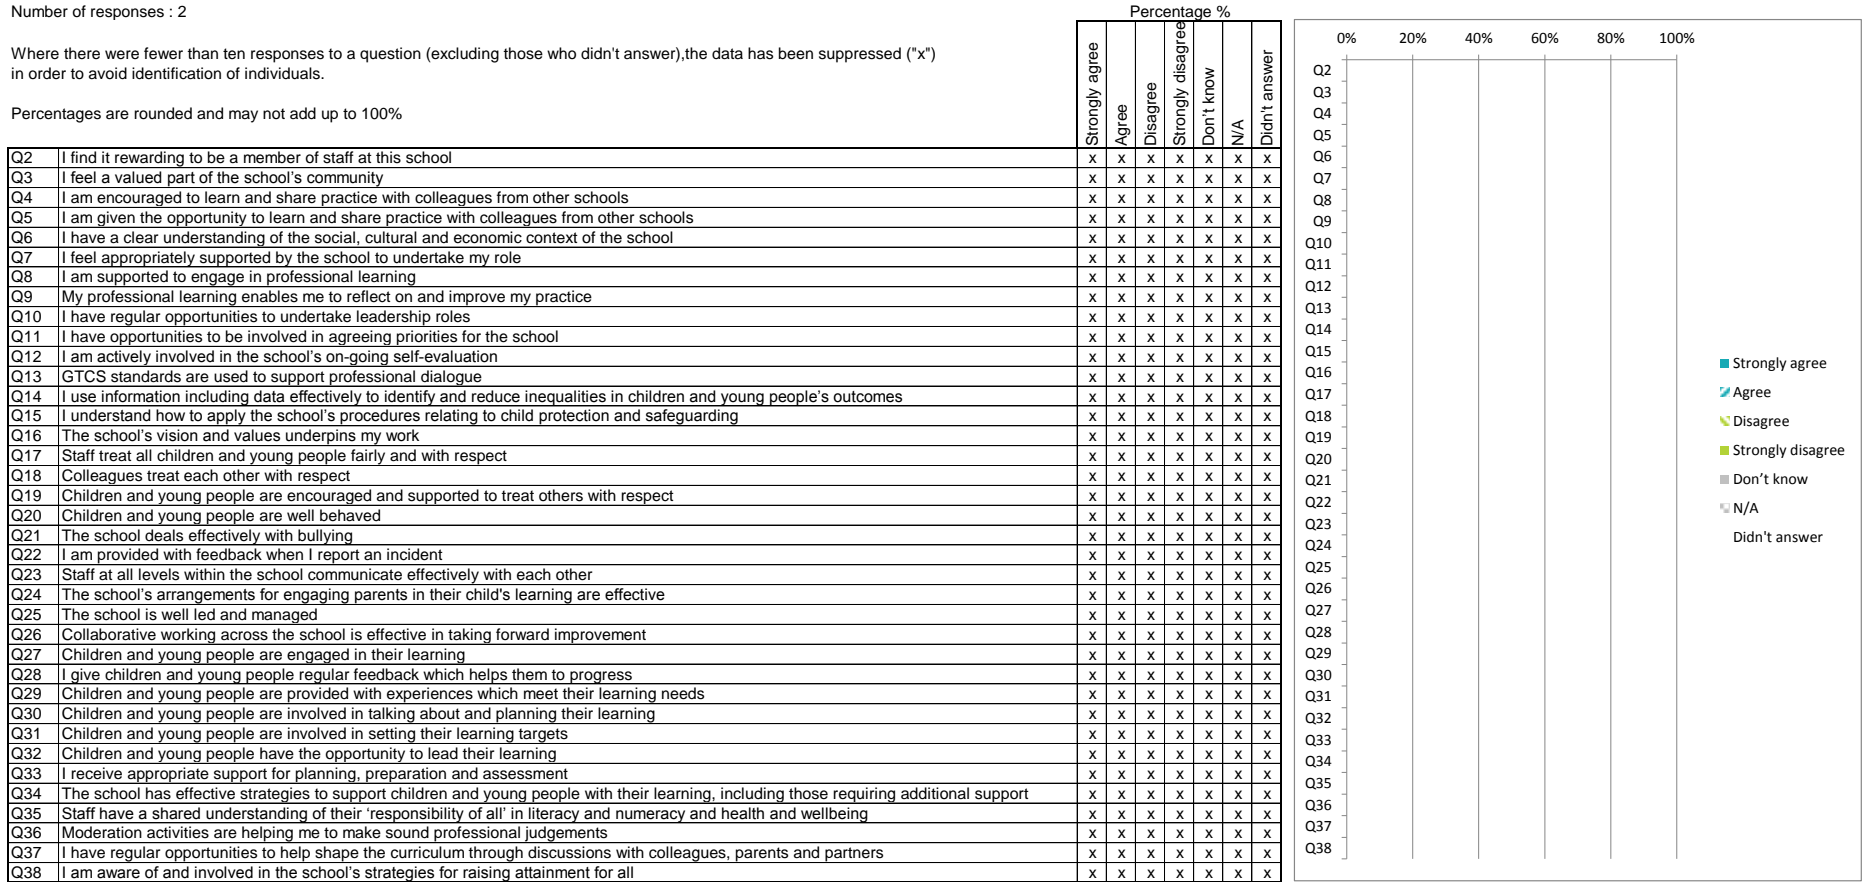 Number of responses : 2
Percentage %
Where there were fewer than ten responses to a question (excluding those who didn't answer),the data has been suppressed ("x")
in order to avoid identification of individuals.
Percentages are rounded and may not add up to 100%
Strongly agree
Agree
Disagree
Strongly disagree
Don't know
N/A
Didn't answer
Q2 I find it rewarding to be a member of staff at this school x x x x x x x
Q3 I feel a valued part of the school's community x x x x x x x
Q4 I am encouraged to learn and share practice with colleagues from other schools x x x x x x x
Q5 I am given the opportunity to learn and share practice with colleagues from other schools x x x x x x x
Q6 I have a clear understanding of the social, cultural and economic context of the school x x x x x x x
Q7 I feel appropriately supported by the school to undertake my role x x x x x x x
Q8 I am supported to engage in professional learning x x x x x x x
Q9 My professional learning enables me to reflect on and improve my practice x x x x x x x
Q10 I have regular opportunities to undertake leadership roles x x x x x x x
Q11 I have opportunities to be involved in agreeing priorities for the school x x x x x x x
Q12 I am actively involved in the school's on-going self-evaluation x x x x x x x
Q13 GTCS standards are used to support professional dialogue x x x x x x x
Q14 I use information including data effectively to identify and reduce inequalities in children and young people's outcomes x x x x x x x
Q15 I understand how to apply the school's procedures relating to child protection and safeguarding x x x x x x x
Q16 The school's vision and values underpins my work x x x x x x x
Q17 Staff treat all children and young people fairly and with respect x x x x x x x
Q18 Colleagues treat each other with respect x x x x x x x
Q19 Children and young people are encouraged and supported to treat others with respect x x x x x x x
Q20 Children and young people are well behaved x x x x x x x
Q21 The school deals effectively with bullying x x x x x x x
Q22 I am provided with feedback when I report an incident x x x x x x x
Q23 Staff at all levels within the school communicate effectively with each other x x x x x x x
Q24 The school's arrangements for engaging parents in their child's learning are effective x x x x x x x
Q25 The school is well led and managed x x x x x x x
Q26 Collaborative working across the school is effective in taking forward improvement x x x x x x x
Q27 Children and young people are engaged in their learning x x x x x x x
Q28 I give children and young people regular feedback which helps them to progress x x x x x x x
Q29 Children and young people are provided with experiences which meet their learning needs x x x x x x x
Q30 Children and young people are involved in talking about and planning their learning x x x x x x x
Q31 Children and young people are involved in setting their learning targets x x x x x x x
Q32 Children and young people have the opportunity to lead their learning x x x x x x x
Q33 I receive appropriate support for planning, preparation and assessment x x x x x x x
Q34 The school has effective strategies to support children and young people with their learning, including those requiring additional support x x x x x x x
Q35 Staff have a shared understanding of their 'responsibility of all' in literacy and numeracy and health and wellbeing x x x x x x x
Q36 Moderation activities are helping me to make sound professional judgements x x x x x x x
Q37 I have regular opportunities to help shape the curriculum through discussions with colleagues, parents and partners x x x x x x x
Q38 I am aware of and involved in the school's strategies for raising attainment for all x x x x x x x
0% 20% 40% 60% 80% 100%
Q2
Q3
Q4
Q5
Q6
Q7
Q8
Q9
Q10
Q11
Q12
Q13
Q14
Q15
Q16
Q17
Q18
Q19
Q20
Q21
Q22
Q23
Q24
Q25
Q26
Q27
Q28
Q29
Q30
Q31
Q32
Q33
Q34
Q35
Q36
Q37
Q38
Strongly agree
Agree
Disagree
Strongly disagree
Don't know
N/A
Didn't answer